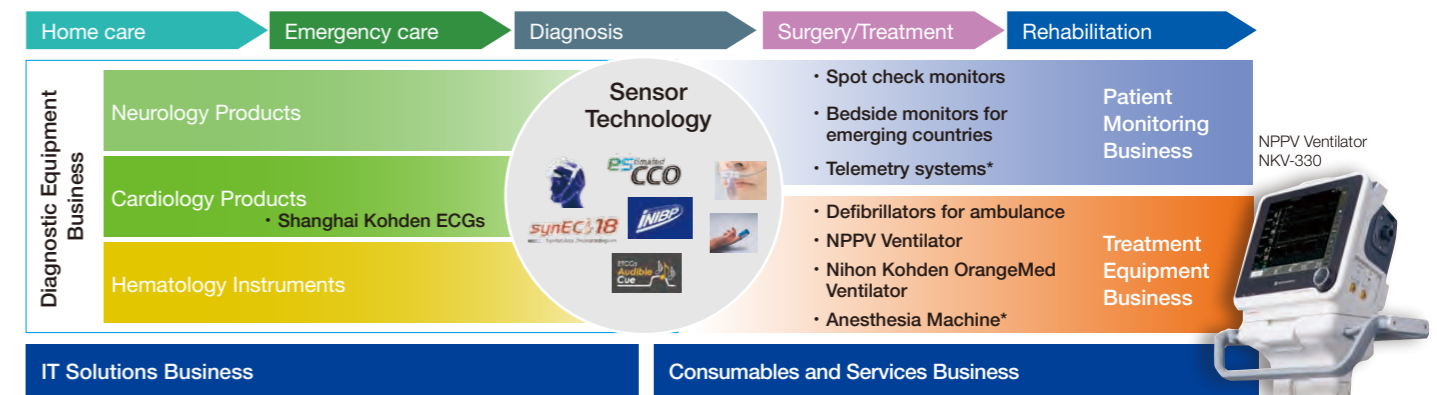 Home care
Emergency care
Diagnosis
Surgery/Treatment
Rehabilitation
Diagnostic Equipment
Business
Neurology Products
Cardiology Products
・Shanghai Kohden ECGs
Hematology Instruments
Sensor
Technology
estimated
CCO
synECi18
iNIBP
etCO2
Audible
Cue
・Spot check monitors
・Bedside monitors for
emerging countries
・Telemetry systems*
Patient
Monitoring
Business
・Defibrillators for ambulance
・NPPV Ventilator
・Nihon Kohden OrangeMed
Ventilator
・Anesthesia Machine*
Treatment
Equipment
Business
NPPV Ventilator
NKV-330
IT Solutions Business
Consumables and Services Business